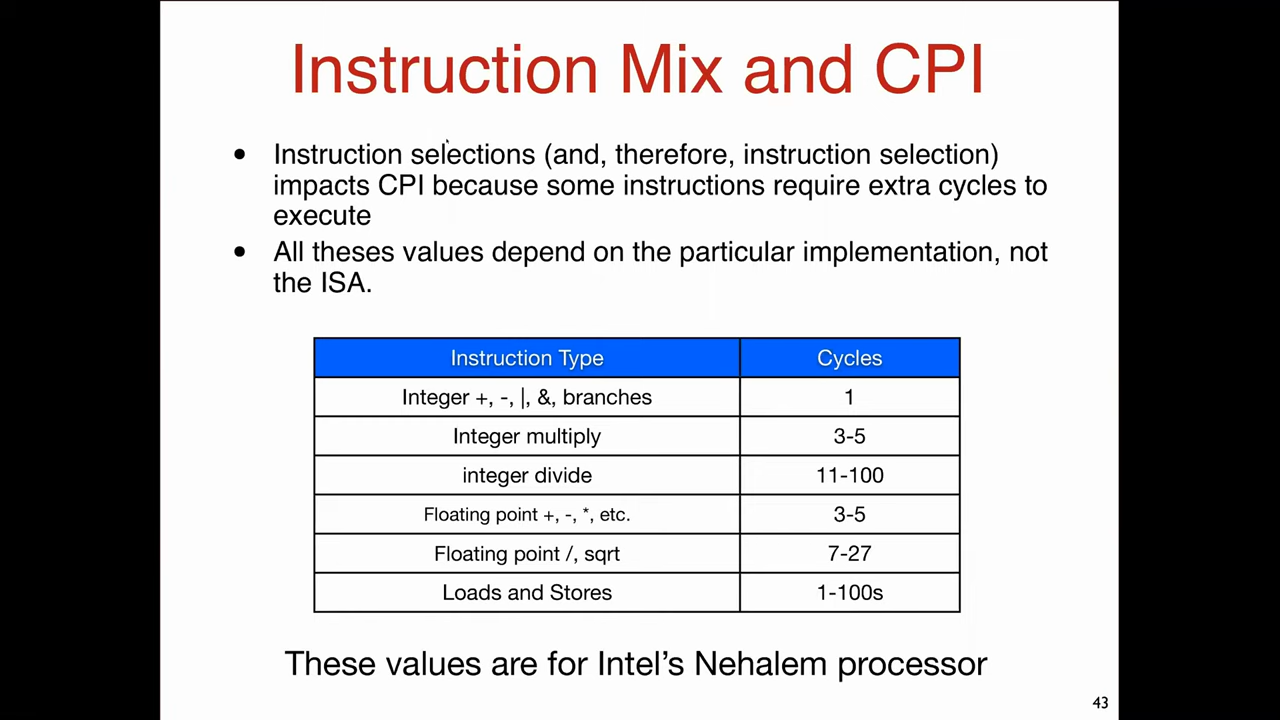 Instruction Mix and CPI
• Instruction selections (and, therefore, instruction selection)
impacts CPI because some instructions require extra cycles to
execute
• All theses values depend on the particular implementation, not
the ISA.
Instruction Type Cycles
Integer +, -, |, &, branches 1
Integer multiply 3-5
integer divide 11-100
Floating point +, -, *, etc. 3-5
Floating point /, sqrt 7-27
Loads and Stores 1-100s
These values are for Intel's Nehalem processor
43